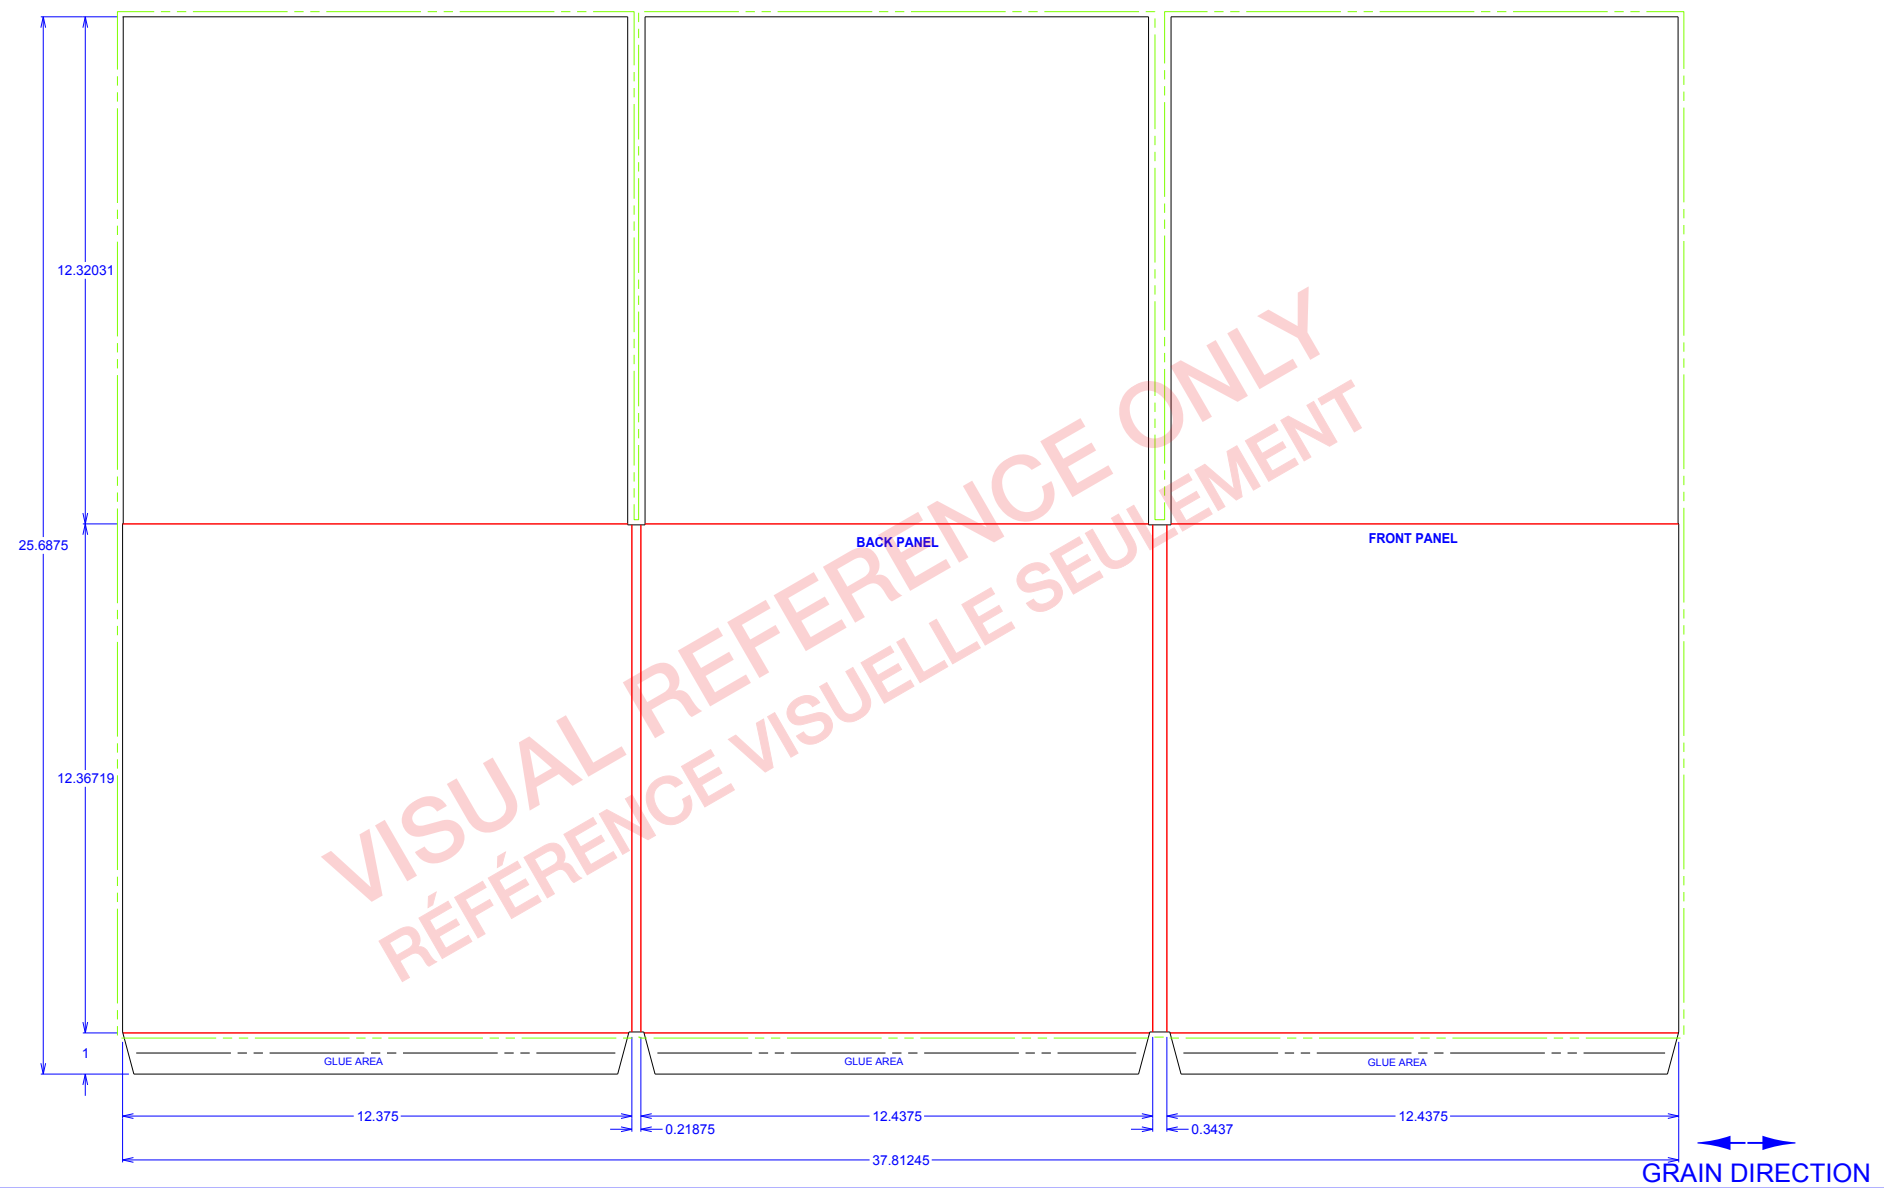 12.32031
25.6875
BACK PANEL
FRONT PANEL
12.36719
VISUAL REFERENCE ONLY
RÉFÉRENCE VISUELLE SEULEMENT
1
GLUE AREA
GLUE AREA
GLUE AREA
12.375
12.4375
12.4375
0.21875
0.3437
37.81245
GRAIN DIRECTION